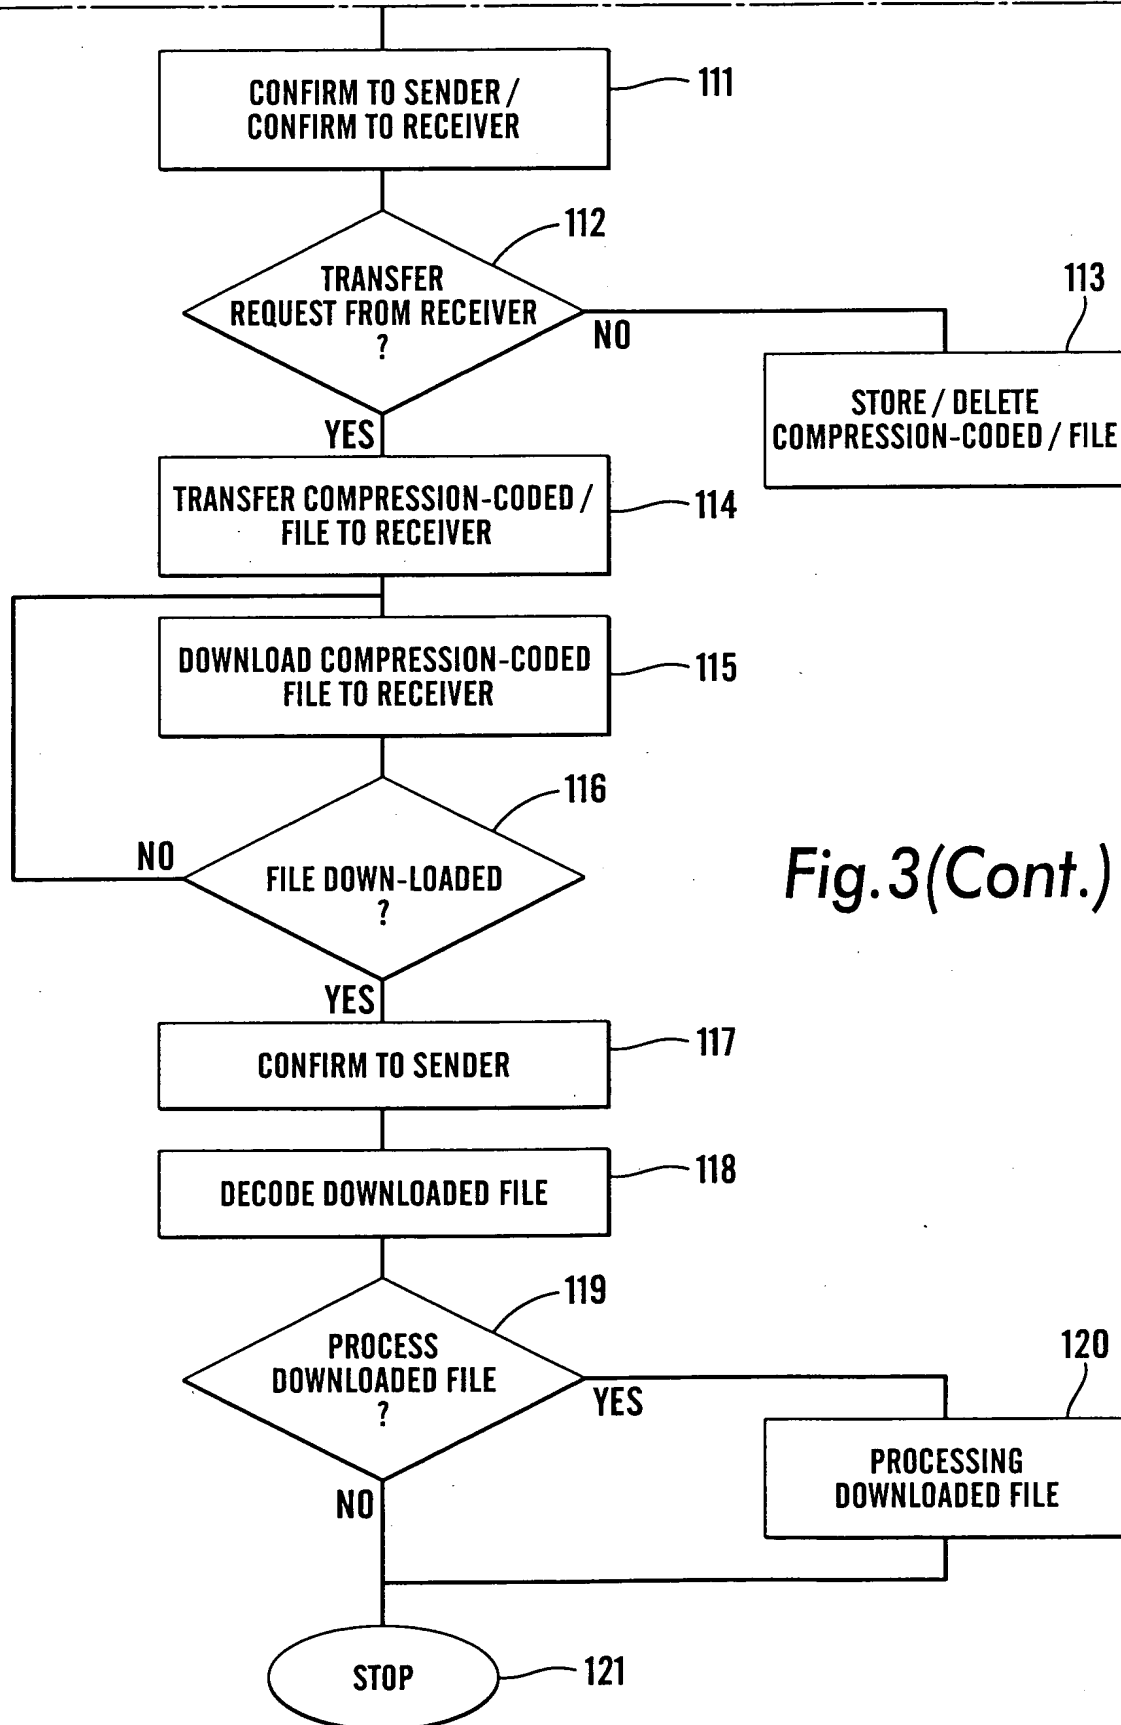 CONFIRM TO SENDER /
CONFIRM TO RECEIVER
111
112
TRANSFER
REQUEST FROM RECEIVER
?
NO
113
STORE / DELETE
COMPRESSION-CODED / FILE
YES
TRANSFER COMPRESSION-CODED /
FILE TO RECEIVER
114
DOWNLOAD COMPRESSION-CODED
FILE TO RECEIVER
115
116
NO
FILE DOWN-LOADED
?
Fig.3(Cont.)
YES
CONFIRM TO SENDER
117
DECODE DOWNLOADED FILE
118
119
PROCESS
DOWNLOADED FILE
?
YES
120
PROCESSING
DOWNLOADED FILE
NO
STOP
121